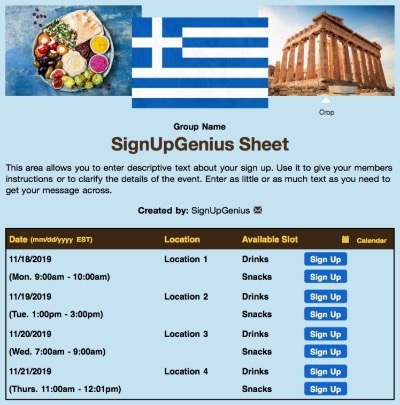 Crop
Group Name
SignUpGenius Sheet
This area allows you to enter descriptive text about your sign up. Use it to give your members
instructions or to clarify the details of the event. Enter as little or as much text as you need to
get your message across.
Created by: SignUpGenius
Date (mm/dd/yyyy EST) Location Available Slot Calendar
11/18/2019 Location 1 Drinks Sign Up
(Mon. 9:00am - 10:00am) Snacks Sign Up
11/19/2019 Location 2 Drinks Sign Up
(Tue. 1:00pm - 3:00pm) Snacks Sign Up
11/20/2019 Location 3 Drinks Sign Up
(Wed. 7:00am - 9:00am) Snacks Sign Up
11/21/2019 Location 4 Drinks Sign Up
(Thurs. 11:00am - 12:01pm) Snacks Sign Up